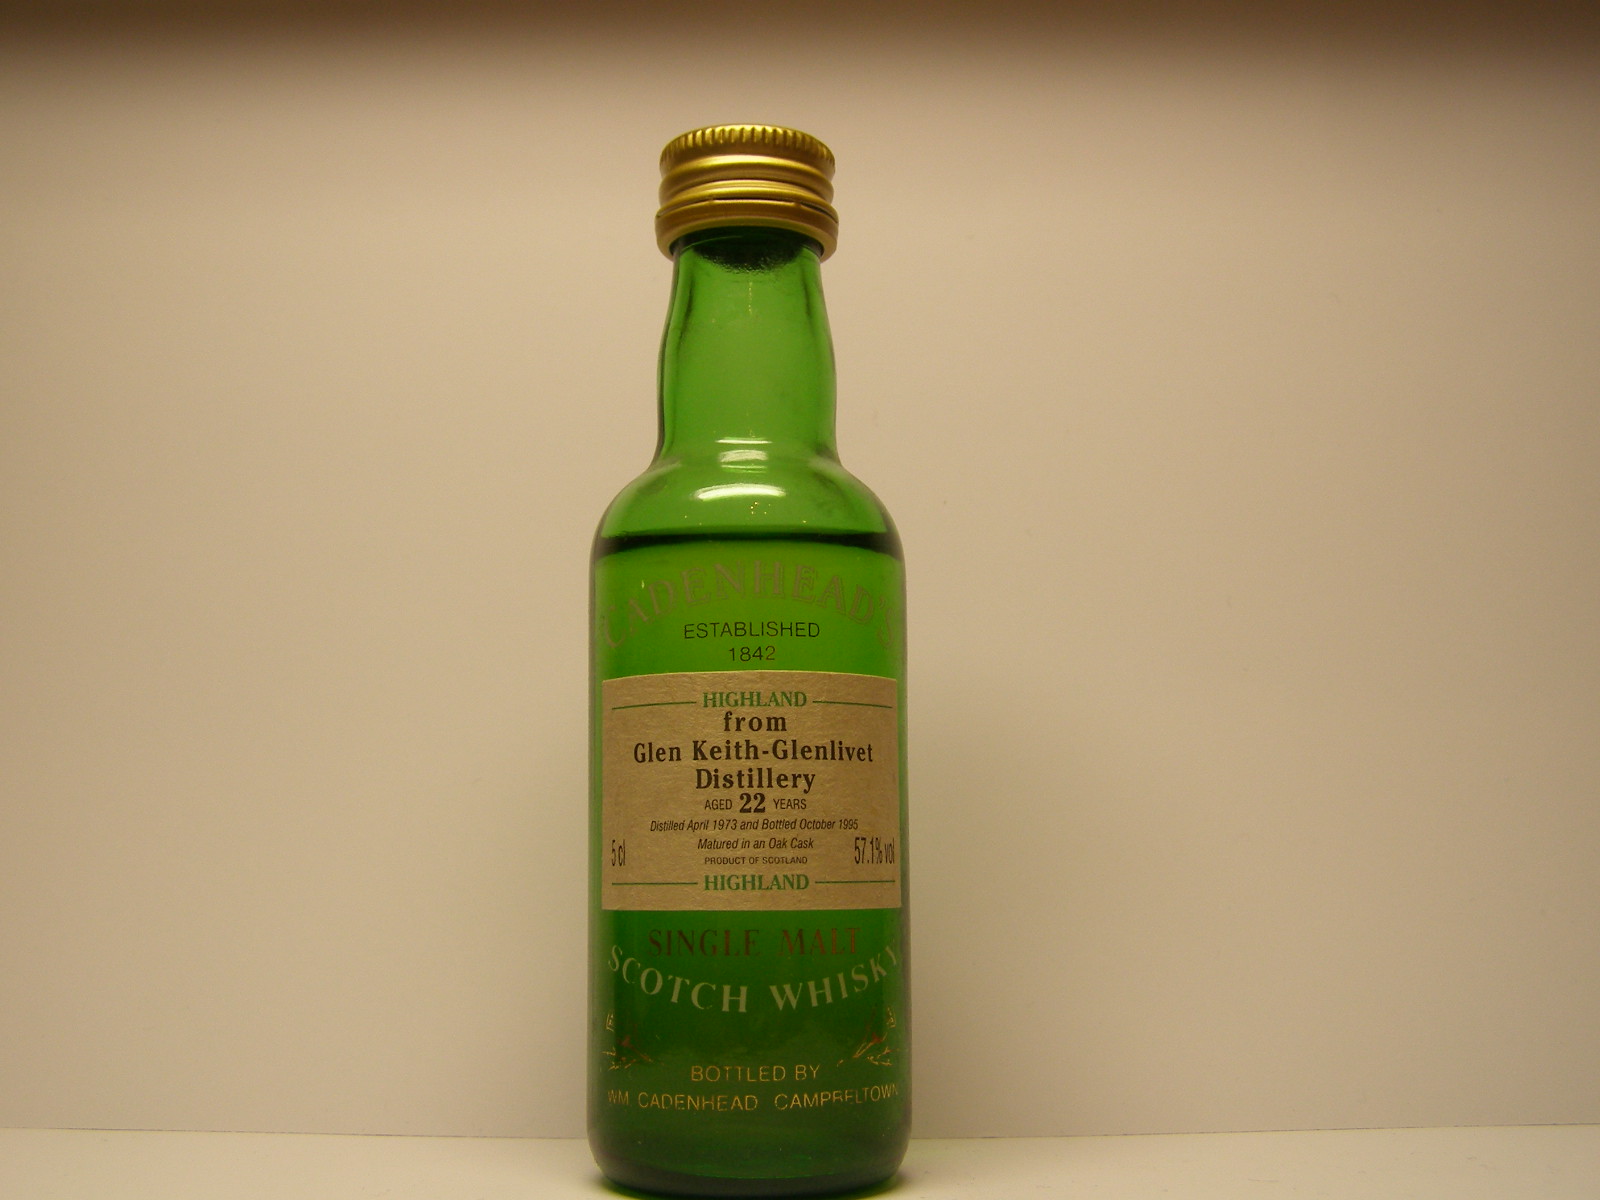 CADENHEAD'S
ESTABLISHED
1842
HIGHLAND
from
Glen Keith-Glenlivet
Distillery
AGED 22 YEARS
Distilled April 1973 and Bottled October 1995
Matured in an Oak Cask
5 cl
57.1% vol
PRODUCT OF SCOTLAND
HIGHLAND
SINGLE MALT
SCOTCH WHISKY
BOTTLED BY
WM CADENHEAD CAMPBELTOWN